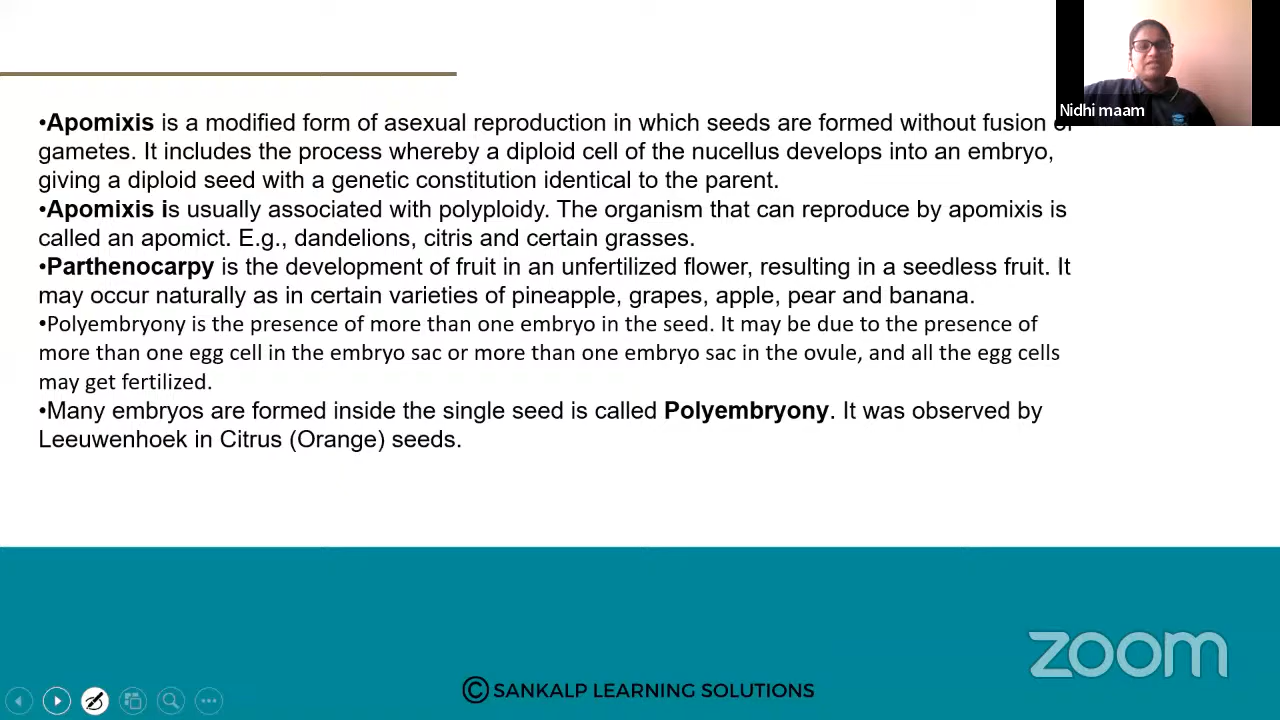 Nidhi maam
•Apomixis is a modified form of asexual reproduction in which seeds are formed without fusion of
gametes. It includes the process whereby a diploid cell of the nucellus develops into an embryo,
giving a diploid seed with a genetic constitution identical to the parent.
•Apomixis is usually associated with polyploidy. The organism that can reproduce by apomixis is
called an apomict. E.g., dandelions, citris and certain grasses.
•Parthenocarpy is the development of fruit in an unfertilized flower, resulting in a seedless fruit. It
may occur naturally as in certain varieties of pineapple, grapes, apple, pear and banana.
•Polyembryony is the presence of more than one embryo in the seed. It may be due to the presence of
more than one egg cell in the embryo sac or more than one embryo sac in the ovule, and all the egg cells
may get fertilized.
•Many embryos are formed inside the single seed is called Polyembryony. It was observed by
Leeuwenhoek in Citrus (Orange) seeds.
zoom
© SANKALP LEARNING SOLUTIONS